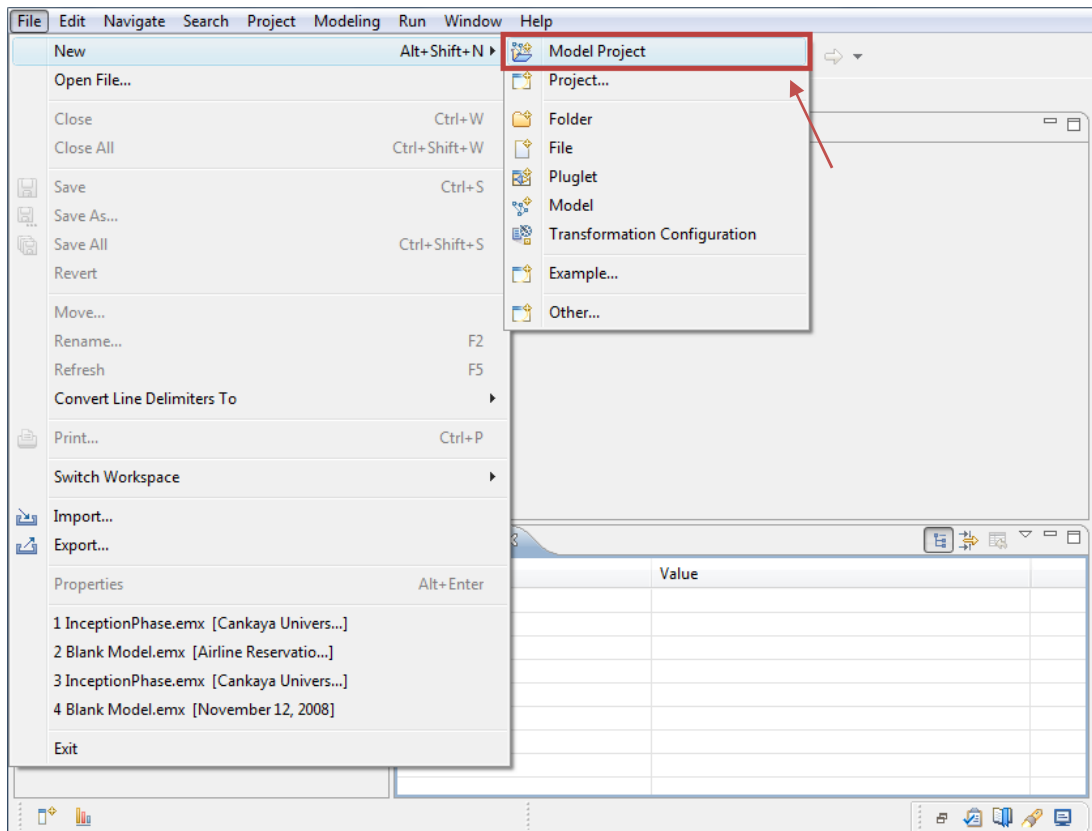 File Edit Navigate Search Project Modeling Run Window Help
New Alt+Shift+N
Open File...
Close Ctrl+W
Close All Ctrl+Shift+W
Save Ctrl+S
Save As...
Save All Ctrl+Shift+S
Revert
Move...
Rename... F2
Refresh F5
Convert Line Delimiters To
Print... Ctrl+P
Switch Workspace
Import...
Export...
Properties Alt+Enter
1 InceptionPhase.emx [Cankaya Univers...]
2 Blank Model.emx [Airline Reservatio...]
3 InceptionPhase.emx [Cankaya Univers...]
4 Blank Model.emx [November 12, 2008]
Exit
Model Project
Project...
Folder
File
Pluglet
Model
Transformation Configuration
Example...
Other...
Value